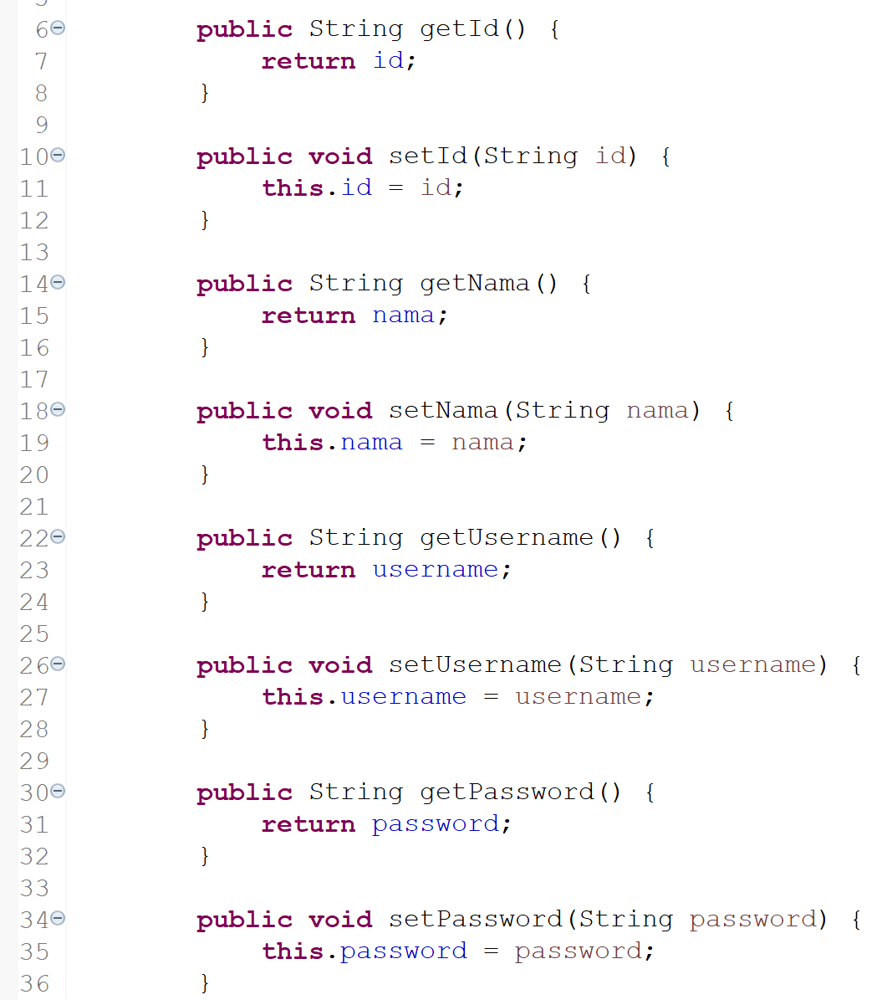 6 public String getId() {
7 return id;
8 }
9
10 public void setId(String id) {
11 this.id = id;
12 }
13
14 public String getNama() {
15 return nama;
16 }
17
18 public void setNama(String nama) {
19 this.nama = nama;
20 }
21
22 public String getUsername() {
23 return username;
24 }
25
26 public void setUsername(String username) {
27 this.username = username;
28 }
29
30 public String getPassword() {
31 return password;
32 }
33
34 public void setPassword(String password) {
35 this.password = password;
36 }